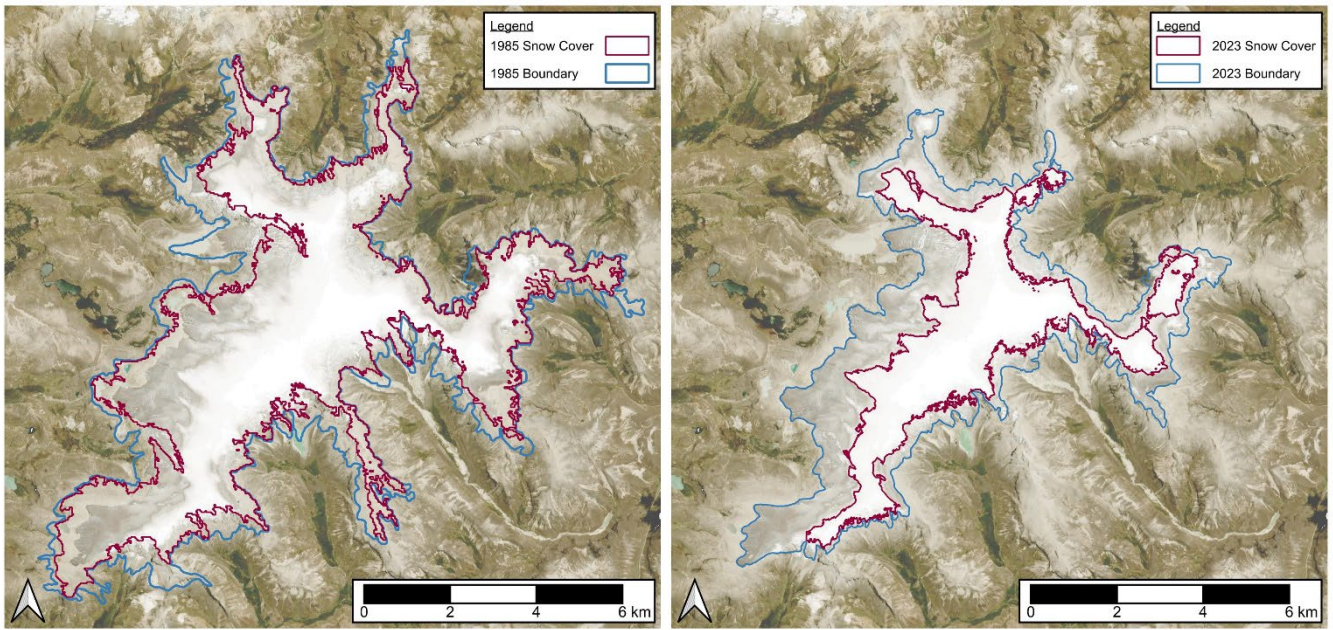 Legend
1985 Snow Cover
1985 Boundary
0 2 4 6 km
Legend
2023 Snow Cover
2023 Boundary
0 2 4 6 km